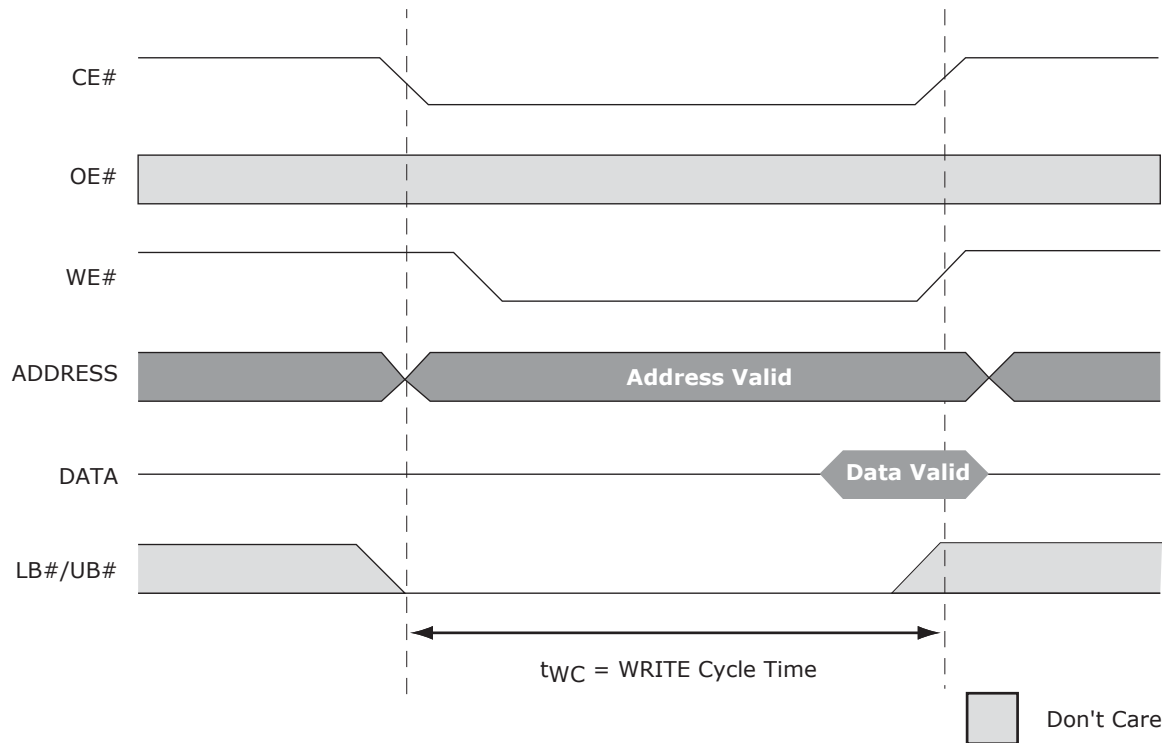 CE#
OE#
WE#
ADDRESS
Address Valid
DATA
Data Valid
LB#/UB#
tWC = WRITE Cycle Time
Don't Care